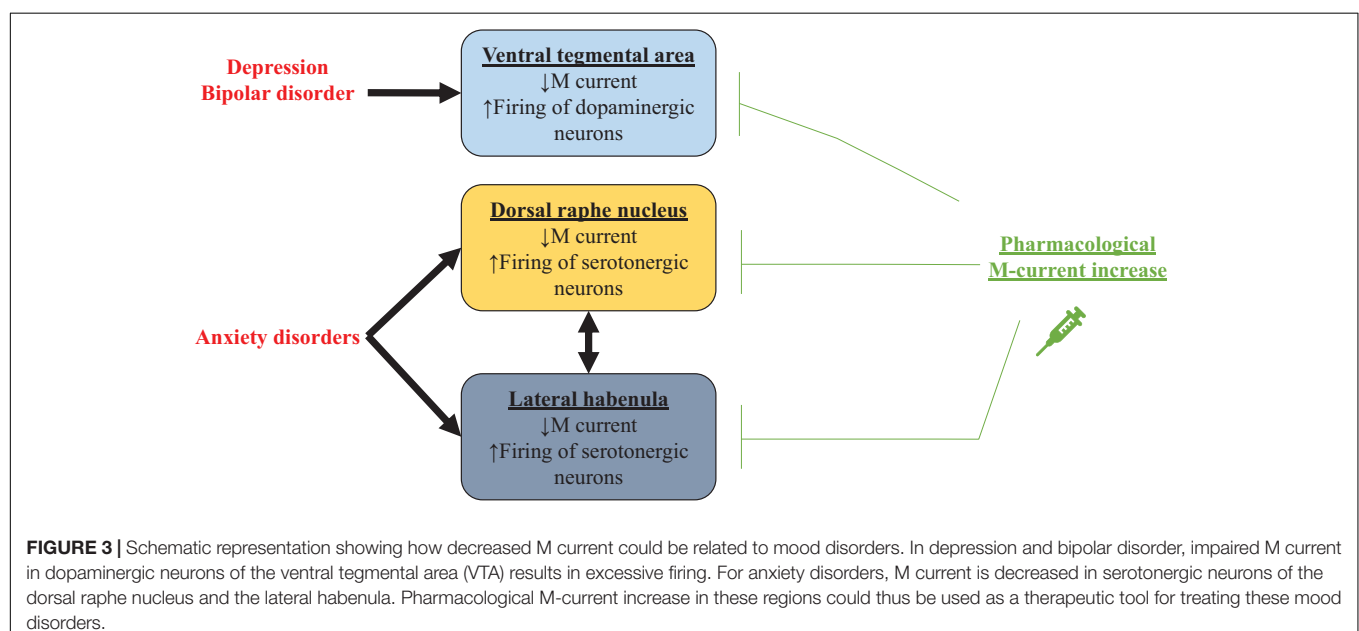 Depression
Bipolar disorder
Ventral tegmental area
↓M current
↑Firing of dopaminergic
neurons
Dorsal raphe nucleus
↓M current
↑Firing of serotonergic
neurons
Pharmacological
M-current increase
Anxiety disorders
Lateral habenula
↓M current
↑Firing of serotonergic
neurons
FIGURE 3 | Schematic representation showing how decreased M current could be related to mood disorders. In depression and bipolar disorder, impaired M current
in dopaminergic neurons of the ventral tegmental area (VTA) results in excessive firing. For anxiety disorders, M current is decreased in serotonergic neurons of the
dorsal raphe nucleus and the lateral habenula. Pharmacological M-current increase in these regions could thus be used as a therapeutic tool for treating these mood
disorders.